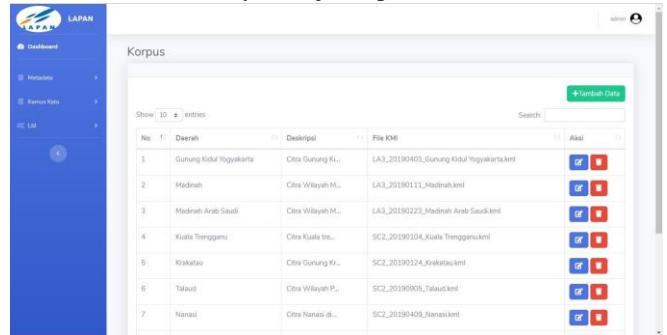 LAPAN
LAPAN
admin
Dashboard
Korpus
Metadata
Kamus Kata
+Tambah Data
Show 10 entries
Search:
No Daerah Deskripsi File KMl Aksi
1 Gunung Kidul Yogyakarta Citra Gunung Ki... LA3_20190403_Gunung Kidul Yogyakarta.kml
2 Madinah Citra Wilayah M... LA3_20190111_Madinah.kml
3 Madinah Arab Saudi Citra Wilayah M... LA3_20190223_Madinah Arab Saudi.kml
4 Kuala Trengganu Citra Kuala tre... SC2_20190104_Kuala Trengganu.kml
5 Krakatau Citra Gunung Kr... SC2_20190124_Krakatau.kml
6 Talaud Citra Wilayah P... SC2_20190905_Talaud.kml
7 Nanasi Citra Nanasi di... SC2_20190409_Nanasi.kml